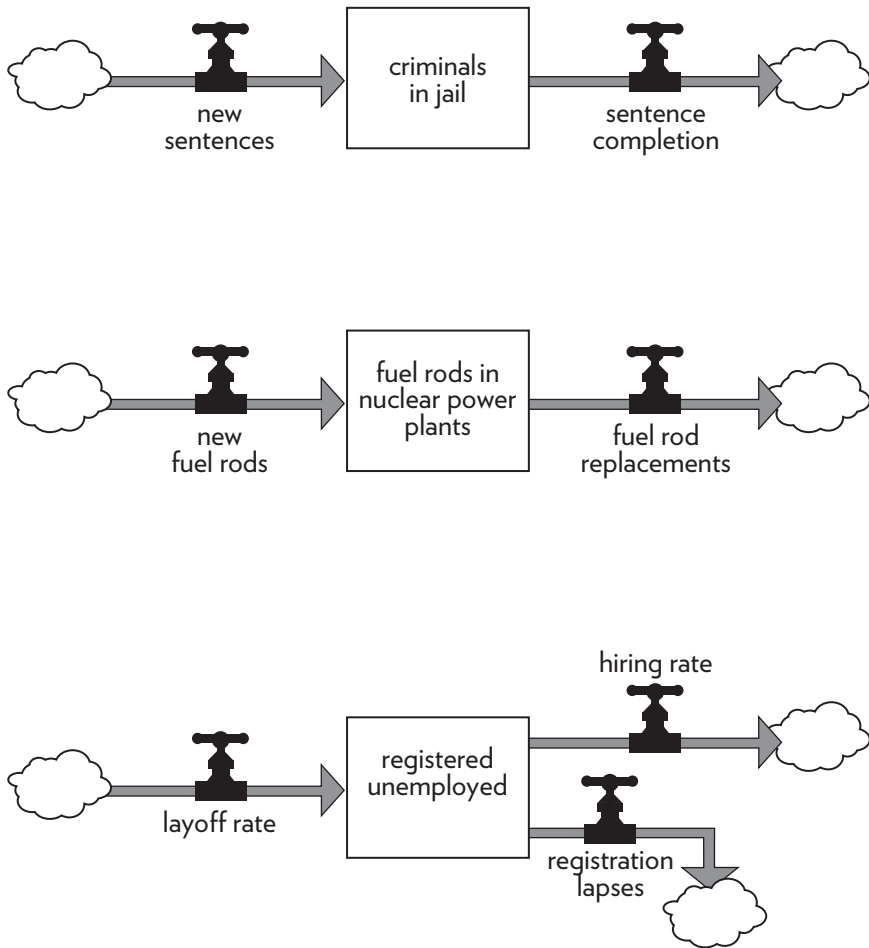 criminals
in jail
new
sentences
sentence
completion
fuel rods in
nuclear power
plants
new
fuel rods
fuel rod
replacements
hiring rate
registered
unemployed
layoff rate
registration
lapses